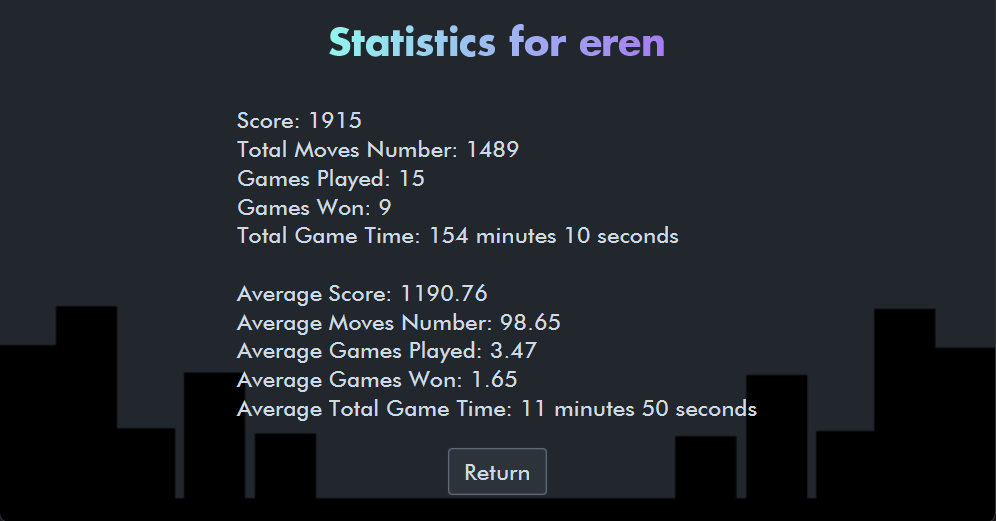 Statistics for eren
Score: 1915
Total Moves Number: 1489
Games Played: 15
Games Won: 9
Total Game Time: 154 minutes 10 seconds
Average Score: 1190.76
Average Moves Number: 98.65
Average Games Played: 3.47
Average Games Won: 1.65
Average Total Game Time: 11 minutes 50 seconds
Return